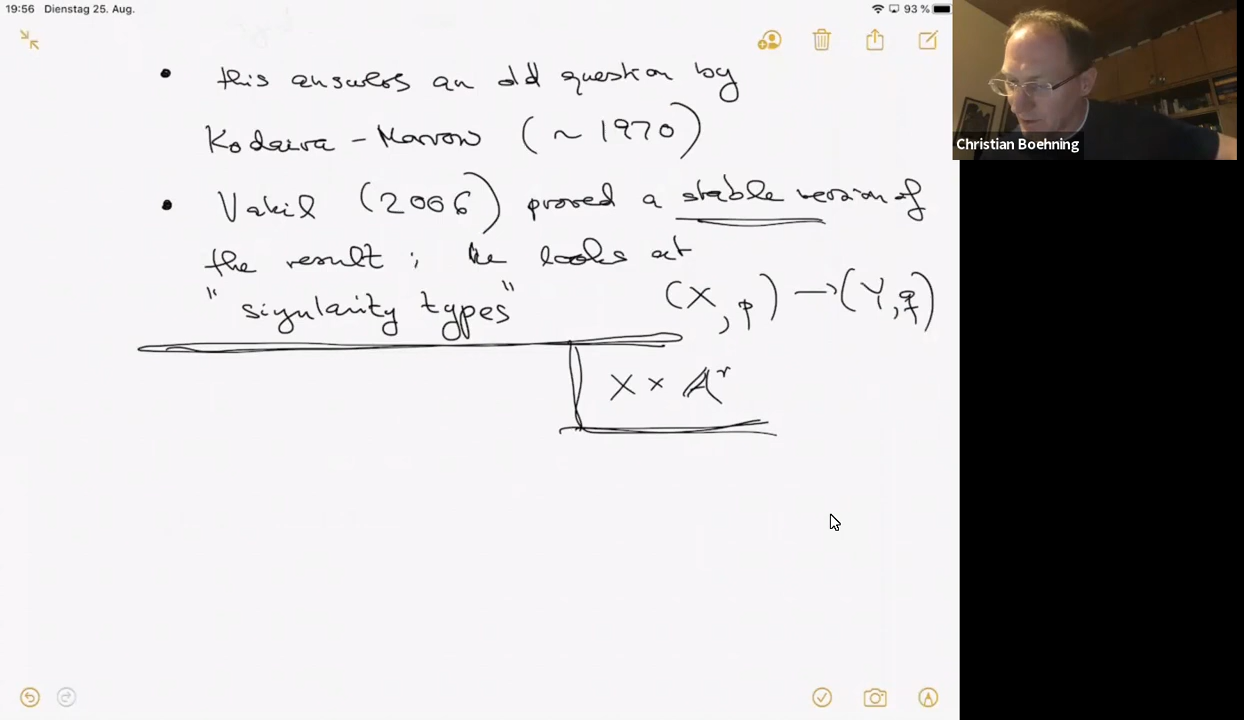 19:56 Dienstag 25. Aug.
93 %
• this answers an old question by
Kodaira - Morrow (~ 1970)
• Vakil (2006) proved a stable version of
the result; he looks at
"singularity types" (X, p) → (Y, q)
X × 𝔸^r
Christian Boehning